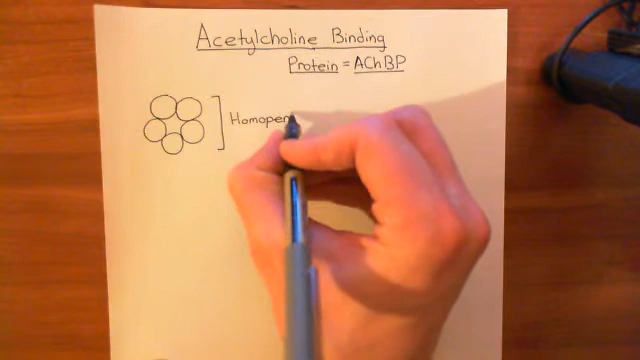 Acetylcholine Binding
Protein = AChBP
Homopen